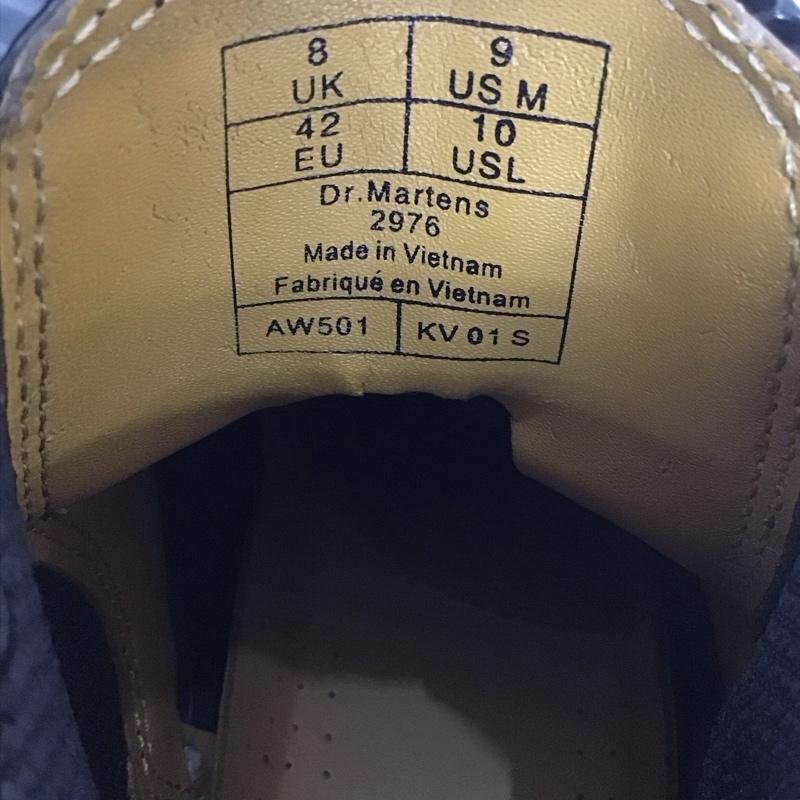 8 9
UK US M
42 10
EU USL
Dr.Martens
2976
Made in Vietnam
Fabriqué en Vietnam
AW501 KV 01 S